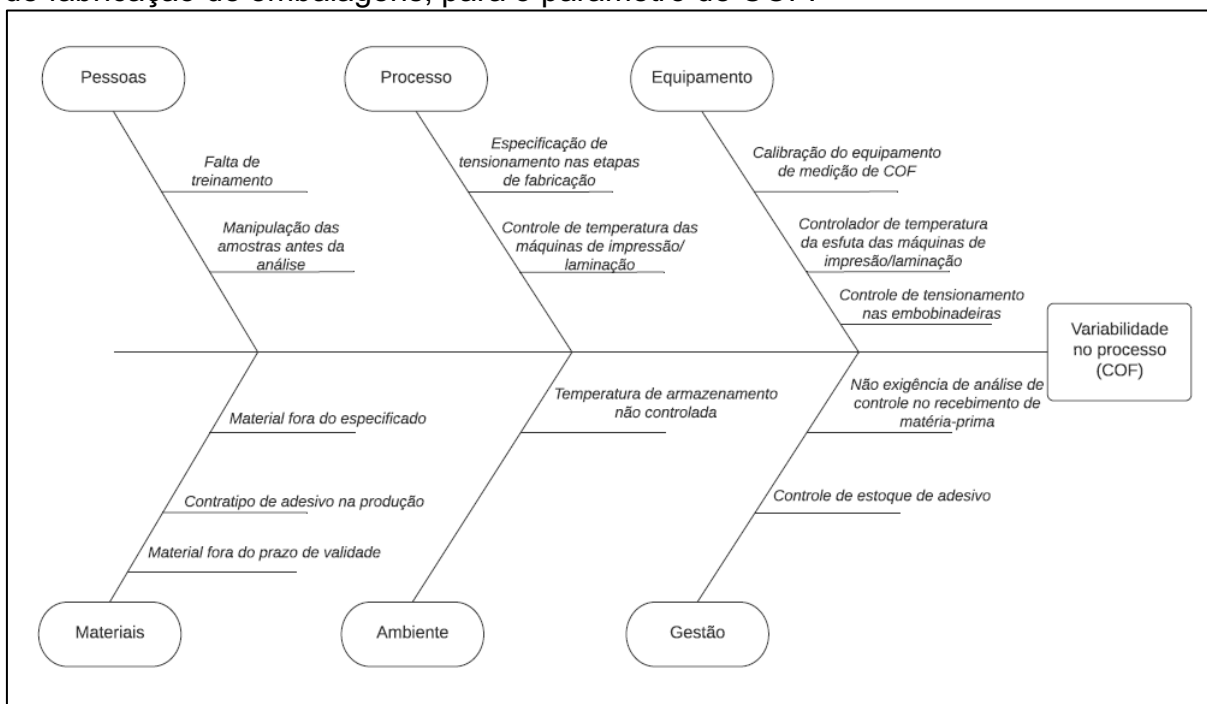 de fabricação de embalagens, para o parâmetro de COF.
Pessoas
Processo
Equipamento
Falta de
treinamento
Manipulação das
amostras antes da
análise
Especificação de
tensionamento nas etapas
de fabricação
Controle de temperatura das
máquinas de impressão/
laminação
Calibração do equipamento
de medição de COF
Controlador de temperatura
da esfuta das máquinas de
impresão/laminação
Controle de tensionamento
nas embobinadeiras
Variabilidade
no processo
(COF)
Material fora do especificado
Contratipo de adesivo na produção
Material fora do prazo de validade
Temperatura de armazenamento
não controlada
Não exigência de análise de
controle no recebimento de
matéria-prima
Controle de estoque de adesivo
Materiais
Ambiente
Gestão